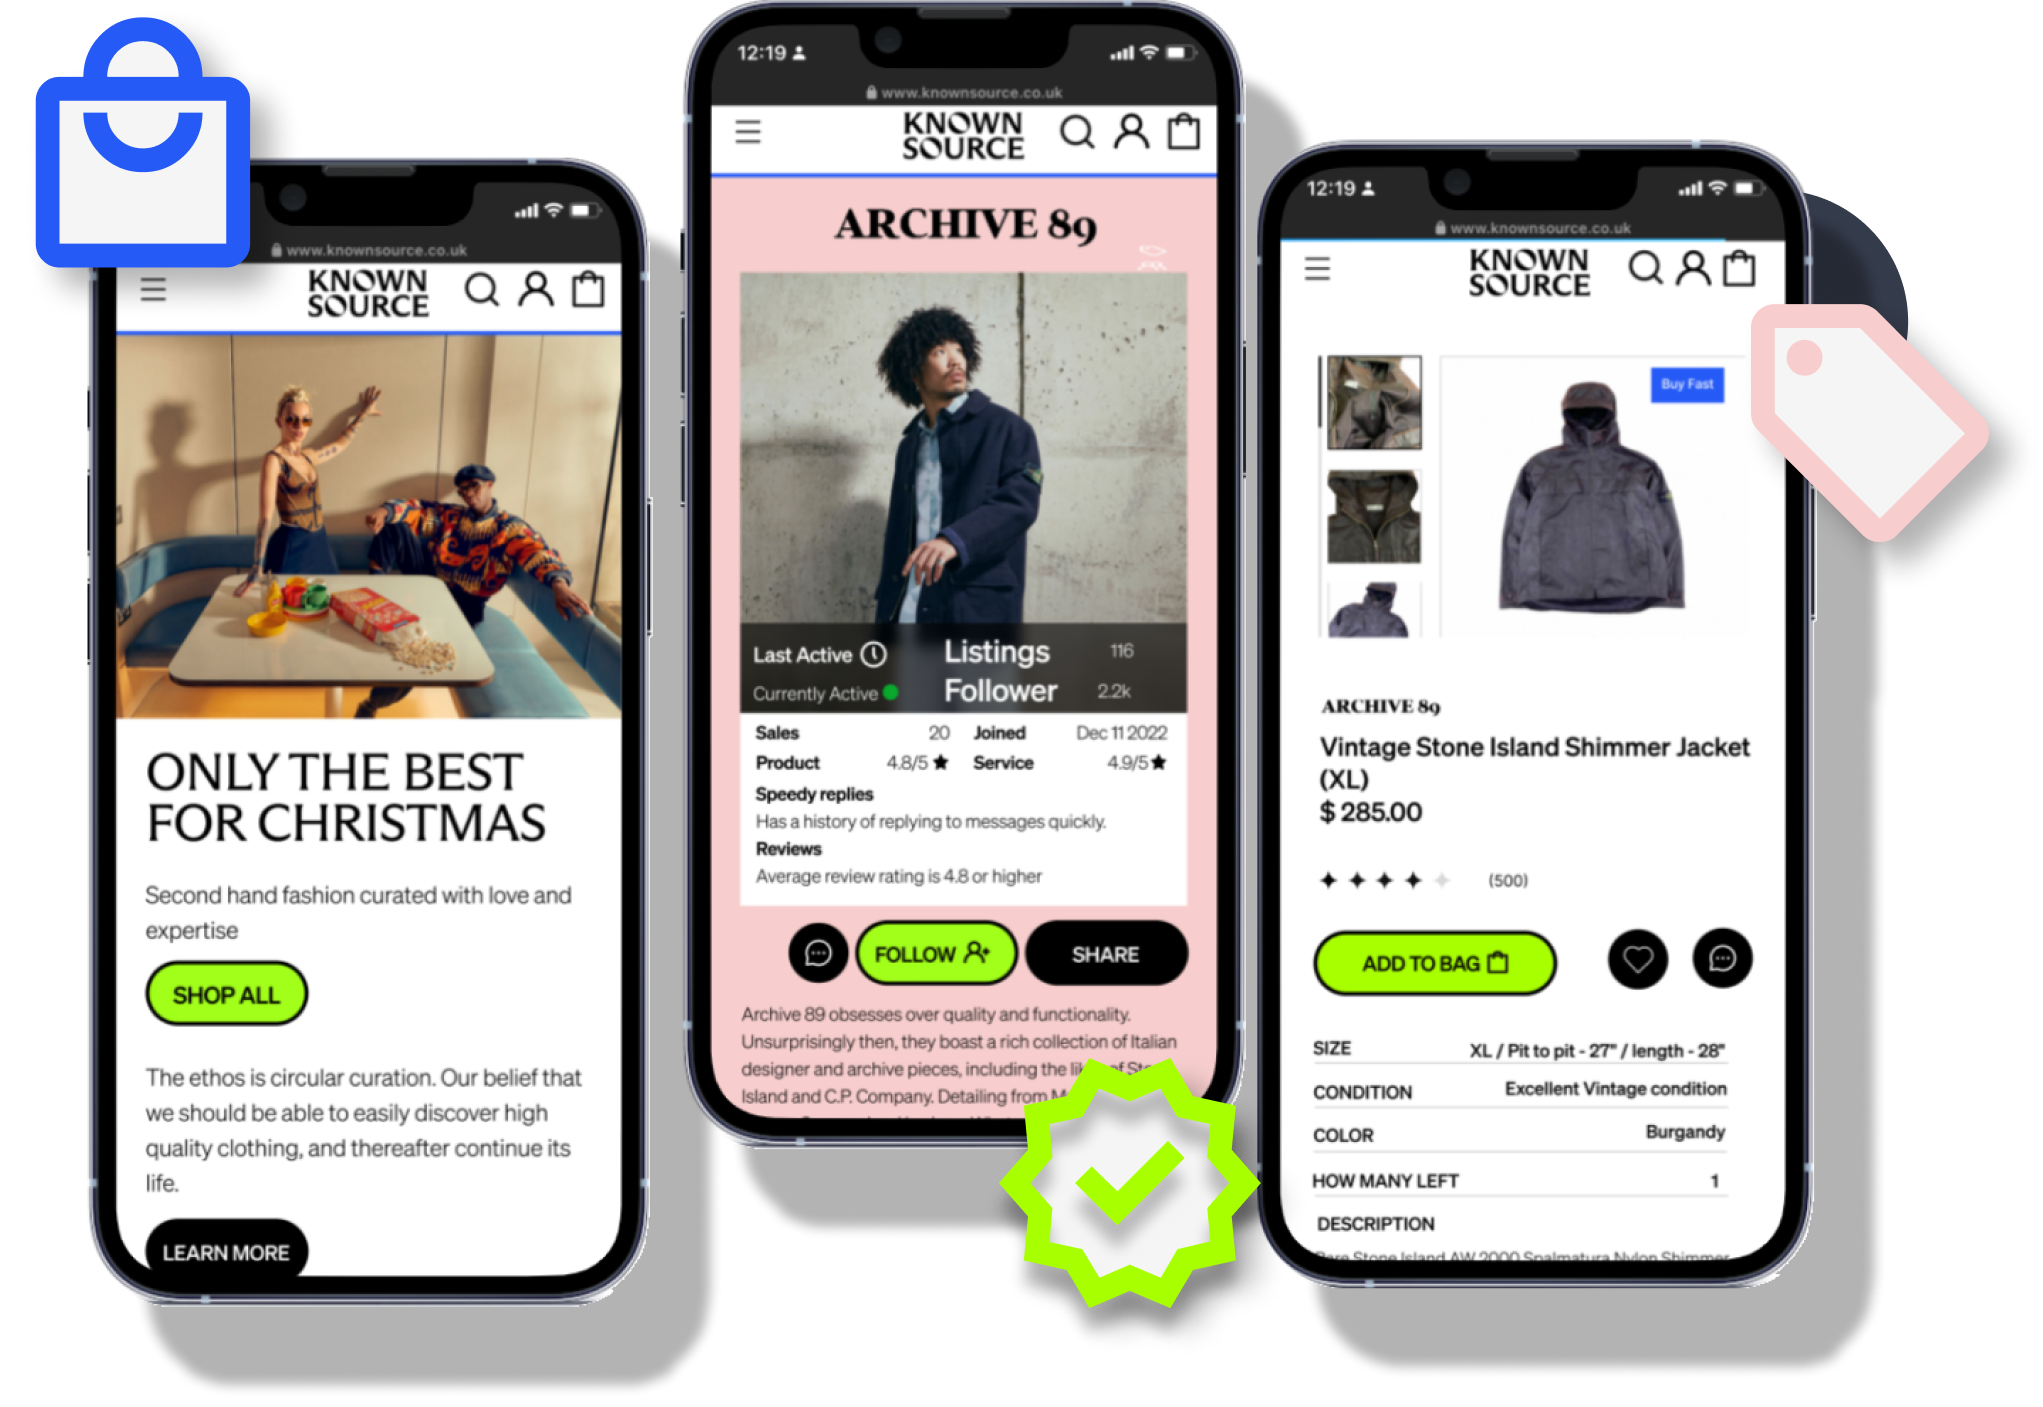 www.knownsource.co.uk
KNOWN
SOURCE
ONLY THE BEST
FOR CHRISTMAS
Second hand fashion curated with love and
expertise
SHOP ALL
The ethos is circular curation. Our belief that
we should be able to easily discover high
quality clothing, and thereafter continue its
life.
LEARN MORE
12:19
www.knownsource.co.uk
KNOWN
SOURCE
ARCHIVE 89
Last Active Listings 116
Currently Active Follower 2.2k
Sales 20 Joined Dec 11 2022
Product 4.8/5 ★ Service 4.9/5 ★
Speedy replies
Has a history of replying to messages quickly.
Reviews
Average review rating is 4.8 or higher
FOLLOW SHARE
Archive 89 obsesses over quality and functionality.
Unsurprisingly then, they boast a rich collection of Italian
designer and archive pieces, including the of
Island and C.P. Company. Detailing from
12:19
www.knownsource.co.uk
KNOWN
SOURCE
Buy Fast
ARCHIVE 89
Vintage Stone Island Shimmer Jacket
(XL)
$ 285.00
(500)
ADD TO BAG
SIZE XL / Pit to pit - 27" / length - 28"
CONDITION Excellent Vintage condition
COLOR Burgandy
HOW MANY LEFT 1
DESCRIPTION
Rare Stone Island AW 2000 Spalmatura Nylon Shimmer